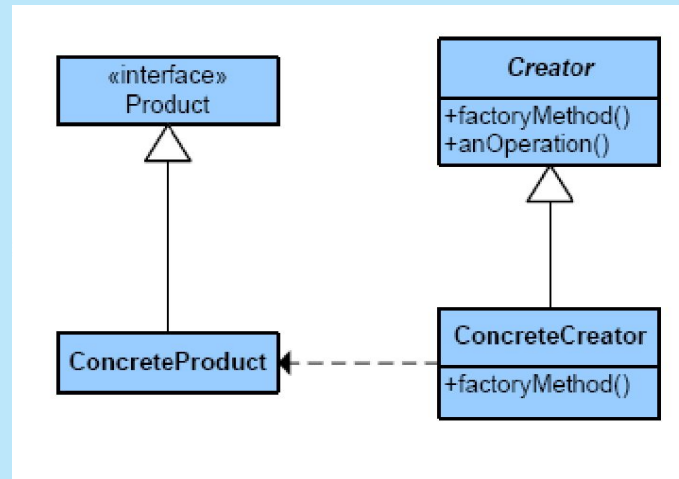 «interface»
Product
Creator
+factoryMethod()
+anOperation()
ConcreteProduct
ConcreteCreator
+factoryMethod()